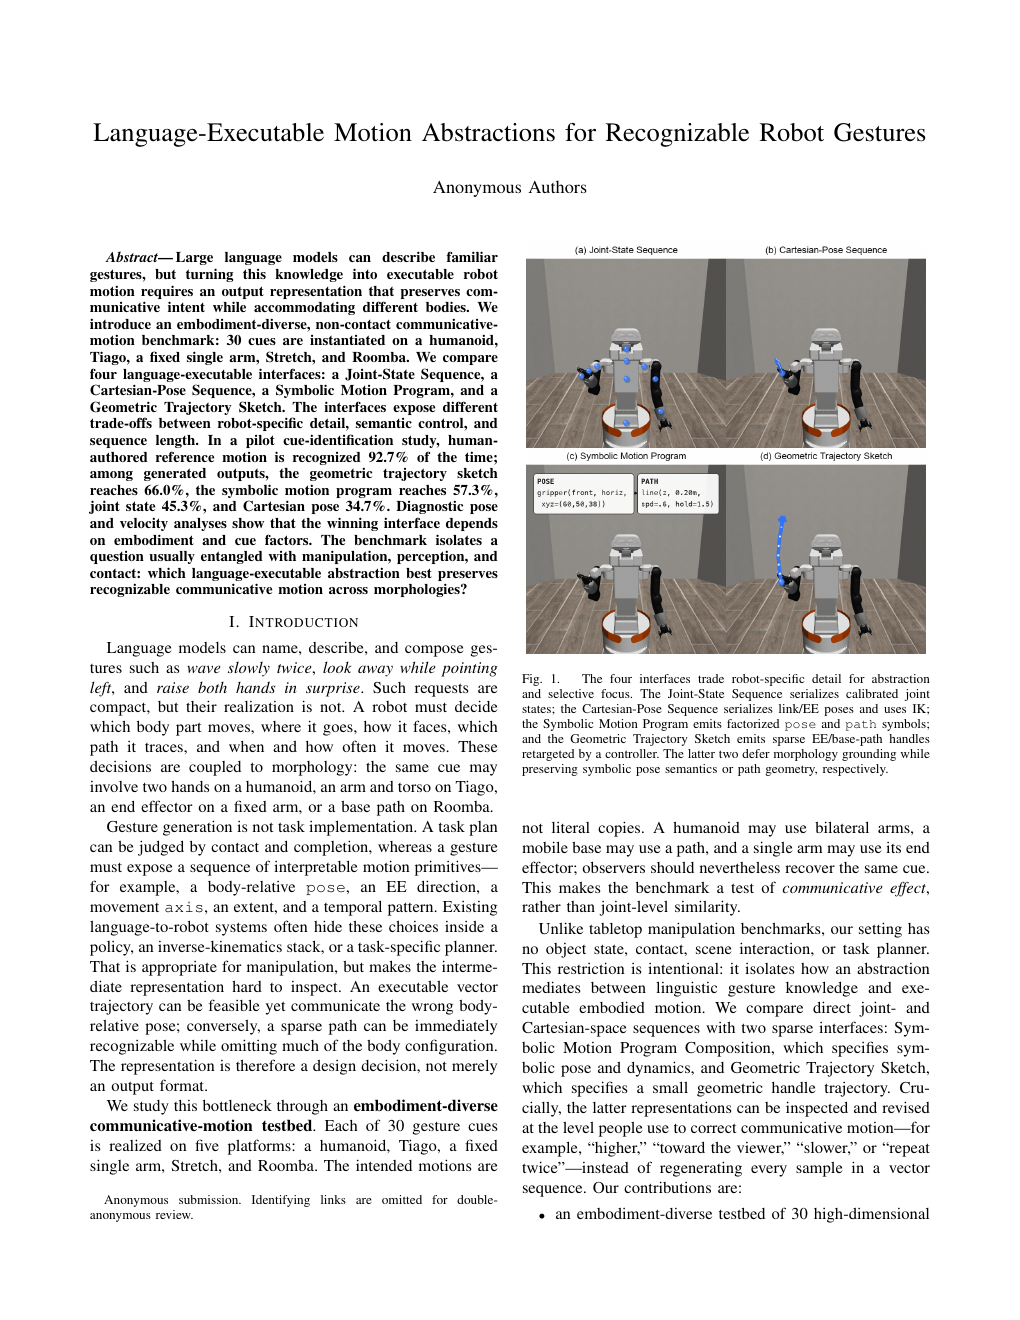 Language-Executable Motion Abstractions for Recognizable Robot Gestures
Anonymous Authors
Abstract—Large language models can describe familiar
gestures, but turning this knowledge into executable robot
motion requires an output representation that preserves com-
municative intent while accommodating different bodies. We
introduce an embodiment-diverse, non-contact communicative-
motion benchmark: 30 cues are instantiated on a humanoid,
Tiago, a fixed single arm, Stretch, and Roomba. We compare
four language-executable interfaces: a Joint-State Sequence, a
Cartesian-Pose Sequence, a Symbolic Motion Program, and a
Geometric Trajectory Sketch. The interfaces expose different
trade-offs between robot-specific detail, semantic control, and
sequence length. In a pilot cue-identification study, human-
authored reference motion is recognized 92.7% of the time;
among generated outputs, the geometric trajectory sketch
reaches 66.0%, the symbolic motion program reaches 57.3%,
joint state 45.3%, and Cartesian pose 34.7%. Diagnostic pose
and velocity analyses show that the winning interface depends
on embodiment and cue factors. The benchmark isolates a
question usually entangled with manipulation, perception, and
contact: which language-executable abstraction best preserves
recognizable communicative motion across morphologies?
I. INTRODUCTION
Language models can name, describe, and compose ges-
tures such as wave slowly twice, look away while pointing
left, and raise both hands in surprise. Such requests are
compact, but their realization is not. A robot must decide
which body part moves, where it goes, how it faces, which
path it traces, and when and how often it moves. These
decisions are coupled to morphology: the same cue may
involve two hands on a humanoid, an arm and torso on Tiago,
an end effector on a fixed arm, or a base path on Roomba.
Gesture generation is not task implementation. A task plan
can be judged by contact and completion, whereas a gesture
must expose a sequence of interpretable motion primitives—
for example, a body-relative pose, an EE direction, a
movement axis, an extent, and a temporal pattern. Existing
language-to-robot systems often hide these choices inside a
policy, an inverse-kinematics stack, or a task-specific planner.
That is appropriate for manipulation, but makes the interme-
diate representation hard to inspect. An executable vector
trajectory can be feasible yet communicate the wrong body-
relative pose; conversely, a sparse path can be immediately
recognizable while omitting much of the body configuration.
The representation is therefore a design decision, not merely
an output format.
We study this bottleneck through an embodiment-diverse
communicative-motion testbed. Each of 30 gesture cues
is realized on five platforms: a humanoid, Tiago, a fixed
single arm, Stretch, and Roomba. The intended motions are
Anonymous submission. Identifying links are omitted for double-
anonymous review.
(a) Joint-State Sequence
(b) Cartesian-Pose Sequence
(c) Symbolic Motion Program
(d) Geometric Trajectory Sketch
POSE
gripper(front, horiz,
xyz=(60,50,38))
PATH
line(z, 0.20m,
spd=.6, hold=1.5)
Fig. 1. The four interfaces trade robot-specific detail for abstraction
and selective focus. The Joint-State Sequence serializes calibrated joint
states; the Cartesian-Pose Sequence serializes link/EE poses and uses IK;
the Symbolic Motion Program emits factorized pose and path symbols;
and the Geometric Trajectory Sketch emits sparse EE/base-path handles
retargeted by a controller. The latter two defer morphology grounding while
preserving symbolic pose semantics or path geometry, respectively.
not literal copies. A humanoid may use bilateral arms, a
mobile base may use a path, and a single arm may use its end
effector; observers should nevertheless recover the same cue.
This makes the benchmark a test of communicative effect,
rather than joint-level similarity.
Unlike tabletop manipulation benchmarks, our setting has
no object state, contact, scene interaction, or task planner.
This restriction is intentional: it isolates how an abstraction
mediates between linguistic gesture knowledge and exe-
cutable embodied motion. We compare direct joint- and
Cartesian-space sequences with two sparse interfaces: Sym-
bolic Motion Program Composition, which specifies sym-
bolic pose and dynamics, and Geometric Trajectory Sketch,
which specifies a small geometric handle trajectory. Cru-
cially, the latter representations can be inspected and revised
at the level people use to correct communicative motion—for
example, “higher,” “toward the viewer,” “slower,” or “repeat
twice”—instead of regenerating every sample in a vector
sequence. Our contributions are:
• an embodiment-diverse testbed of 30 high-dimensional